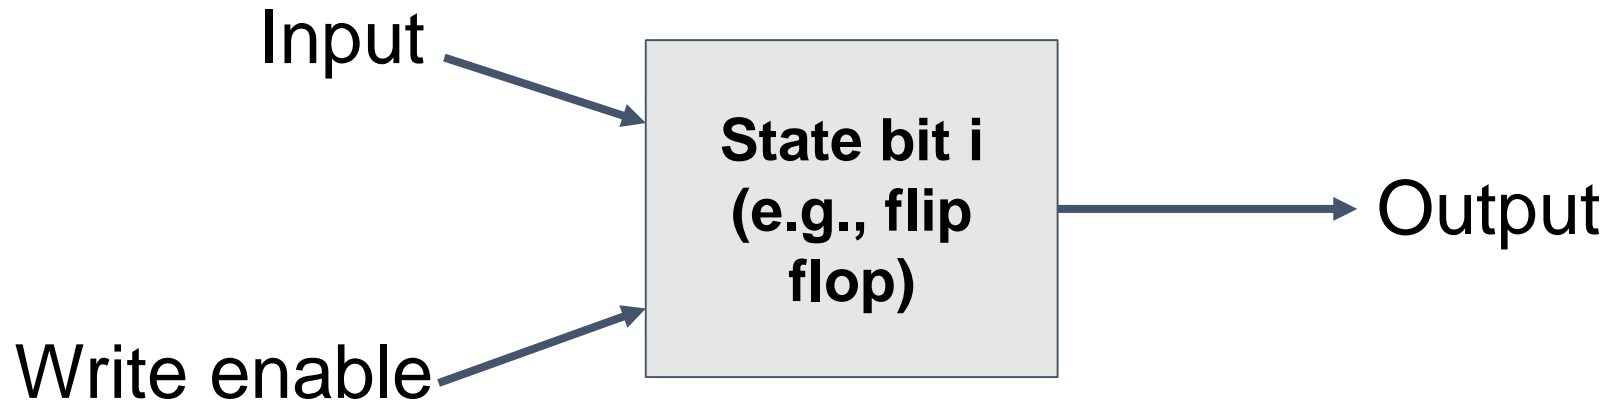 Input
State bit i
(e.g., flip
flop)
Output
Write enable